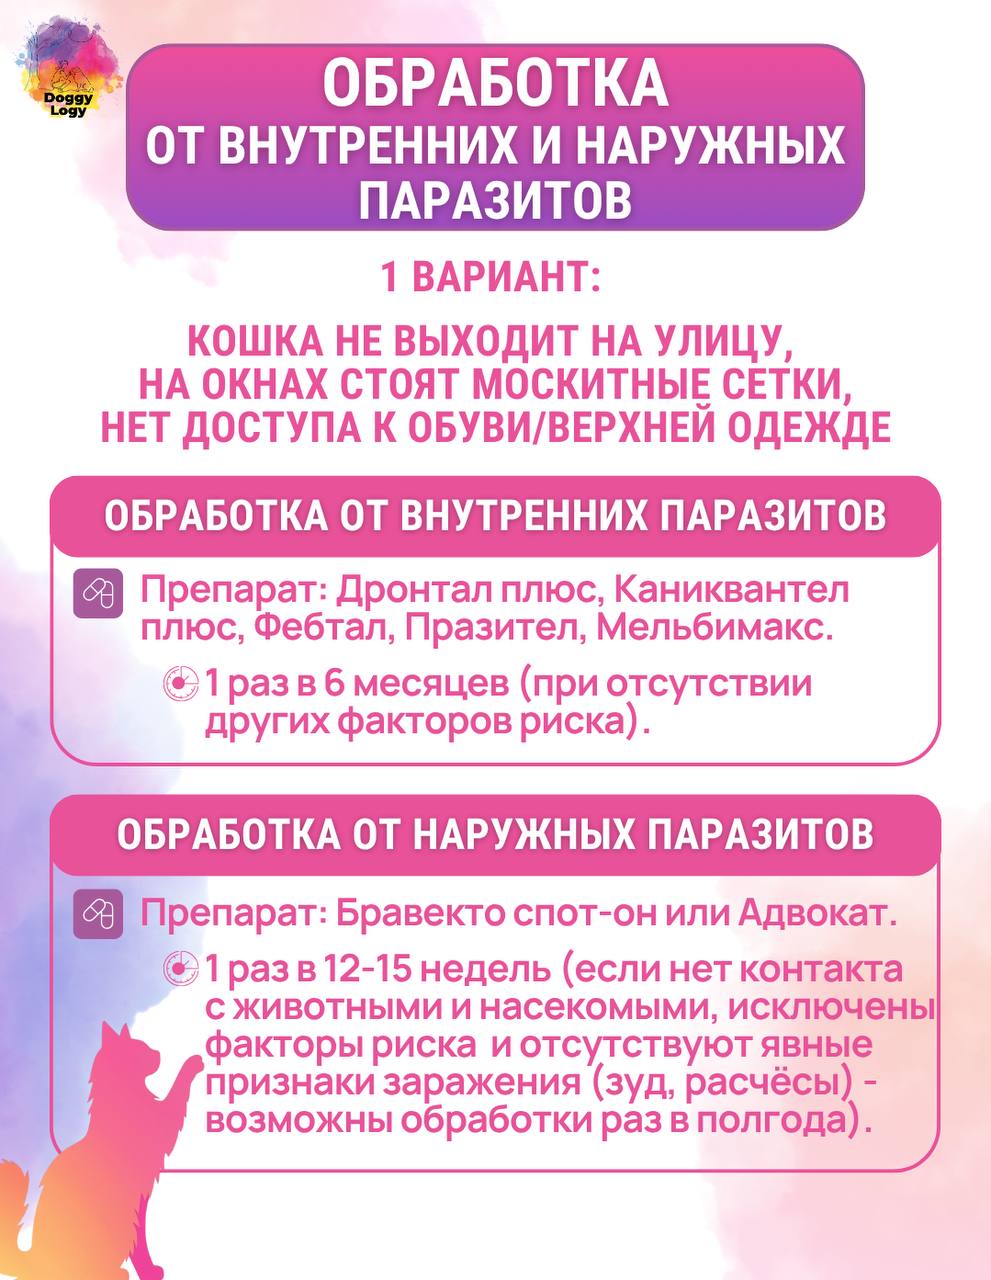 Doggy
Logy
ОБРАБОТКА
ОТ ВНУТРЕННИХ И НАРУЖНЫХ
ПАРАЗИТОВ
1 ВАРИАНТ:
КОШКА НЕ ВЫХОДИТ НА УЛИЦУ,
НА ОКНАХ СТОЯТ МОСКИТНЫЕ СЕТКИ,
НЕТ ДОСТУПА К ОБУВИ/ВЕРХНЕЙ ОДЕЖДЕ
ОБРАБОТКА ОТ ВНУТРЕННИХ ПАРАЗИТОВ
Препарат: Дронтал плюс, Каниквантел
плюс, Фебтал, Празител, Мельбимакс.
1 раз в 6 месяцев (при отсутствии
других факторов риска).
ОБРАБОТКА ОТ НАРУЖНЫХ ПАРАЗИТОВ
Препарат: Бравекто спот-он или Адвокат.
1 раз в 12-15 недель (если нет контакта
с животными и насекомыми, исключены
факторы риска и отсутствуют явные
признаки заражения (зуд, расчёсы) -
возможны обработки раз в полгода).